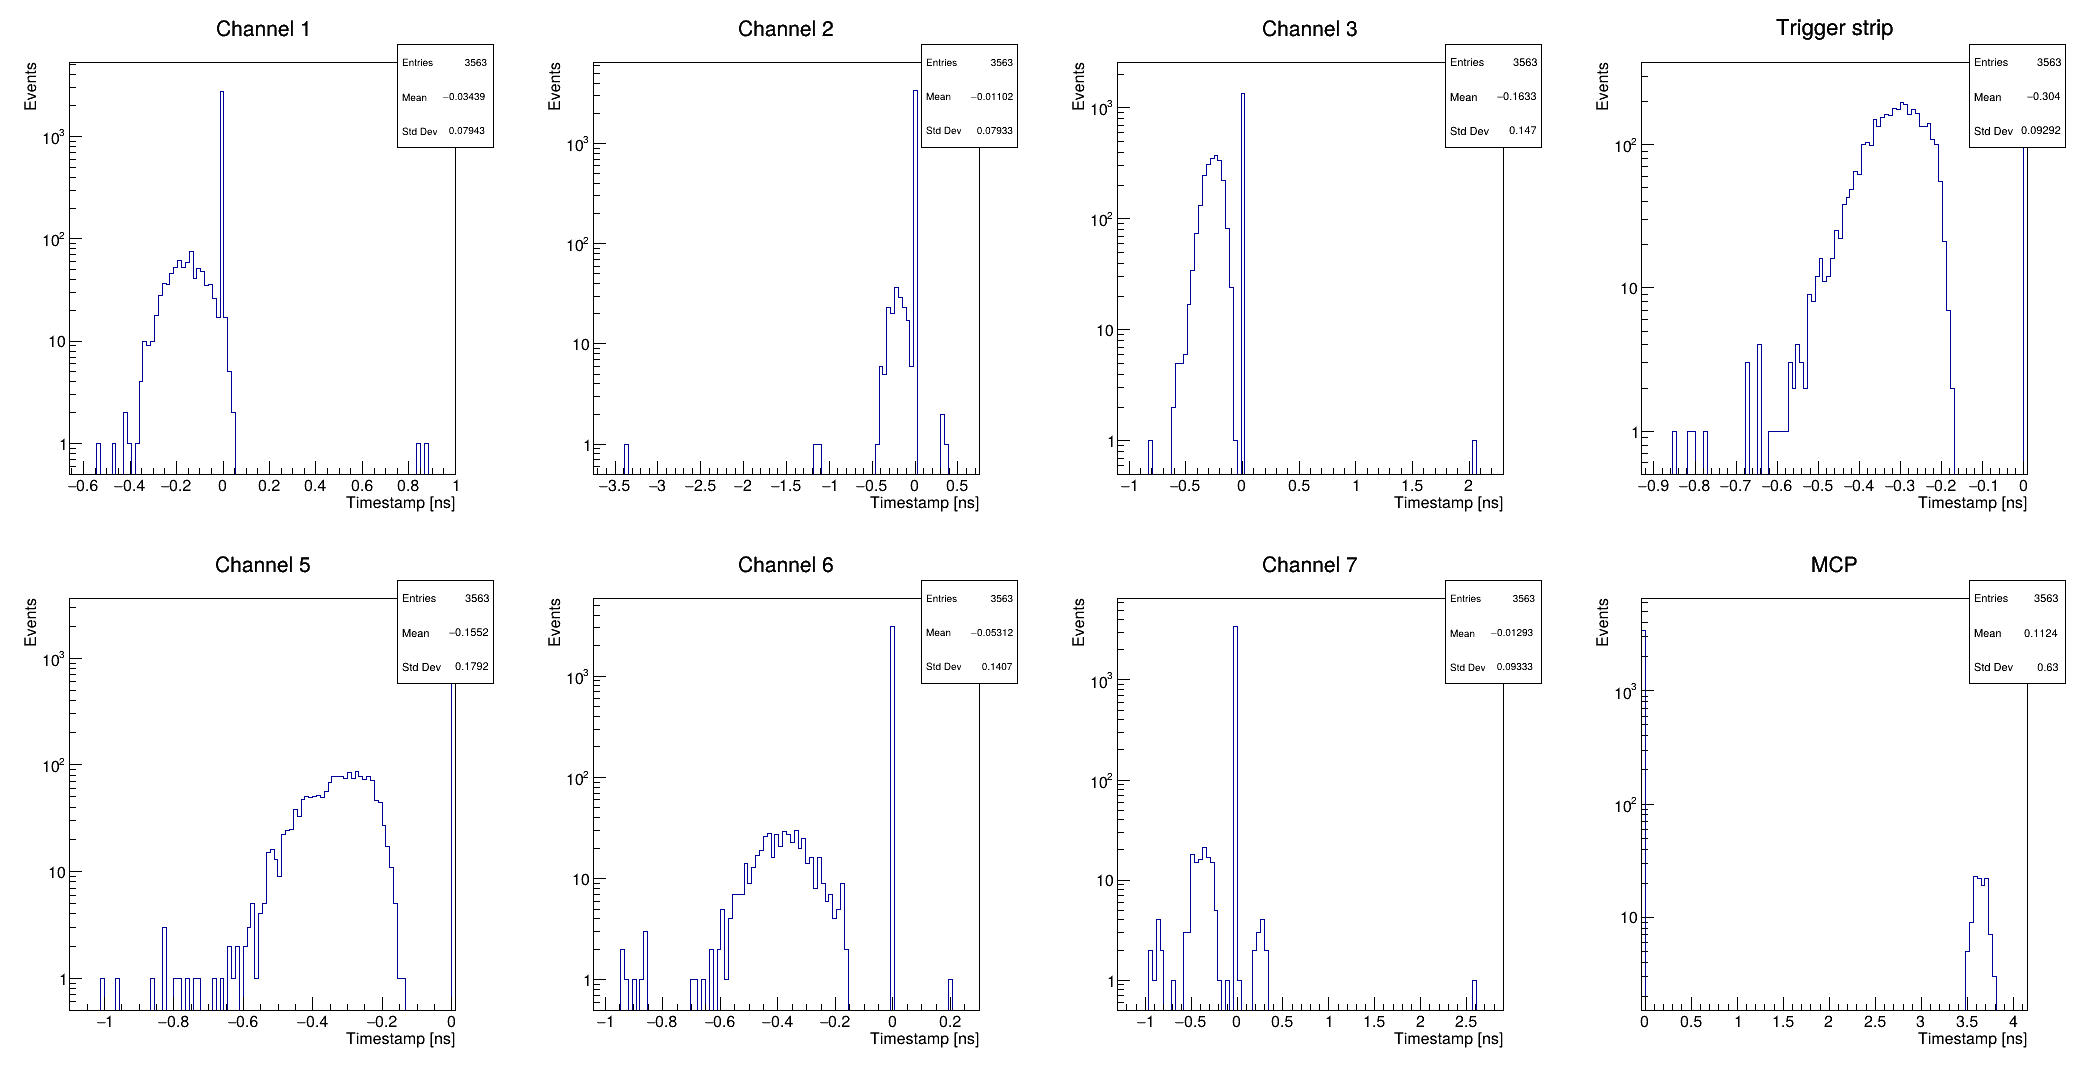 Channel 1
Events
Entries 3563
Mean −0.03439
Std Dev 0.07943
10³
10²
10
1
−0.6 −0.4 −0.2 0 0.2 0.4 0.6 0.8 1
Timestamp [ns]
Channel 2
Events
Entries 3563
Mean −0.01102
Std Dev 0.07933
10³
10²
10
1
−3.5 −3 −2.5 −2 −1.5 −1 −0.5 0 0.5
Timestamp [ns]
Channel 3
Events
Entries 3563
Mean −0.1633
Std Dev 0.147
10³
10²
10
1
−1 −0.5 0 0.5 1 1.5 2
Timestamp [ns]
Trigger strip
Events
Entries 3563
Mean −0.304
Std Dev 0.09292
10²
10
1
−0.9 −0.8 −0.7 −0.6 −0.5 −0.4 −0.3 −0.2 −0.1 0
Timestamp [ns]
Channel 5
Events
Entries 3563
Mean −0.1552
Std Dev 0.1792
10³
10²
10
1
−1 −0.8 −0.6 −0.4 −0.2 0
Timestamp [ns]
Channel 6
Events
Entries 3563
Mean −0.05312
Std Dev 0.1407
10³
10²
10
1
−1 −0.8 −0.6 −0.4 −0.2 0 0.2
Timestamp [ns]
Channel 7
Events
Entries 3563
Mean −0.01293
Std Dev 0.09333
10³
10²
10
1
−1 −0.5 0 0.5 1 1.5 2 2.5
Timestamp [ns]
MCP
Events
Entries 3563
Mean 0.1124
Std Dev 0.63
10³
10²
10
0 0.5 1 1.5 2 2.5 3 3.5 4
Timestamp [ns]